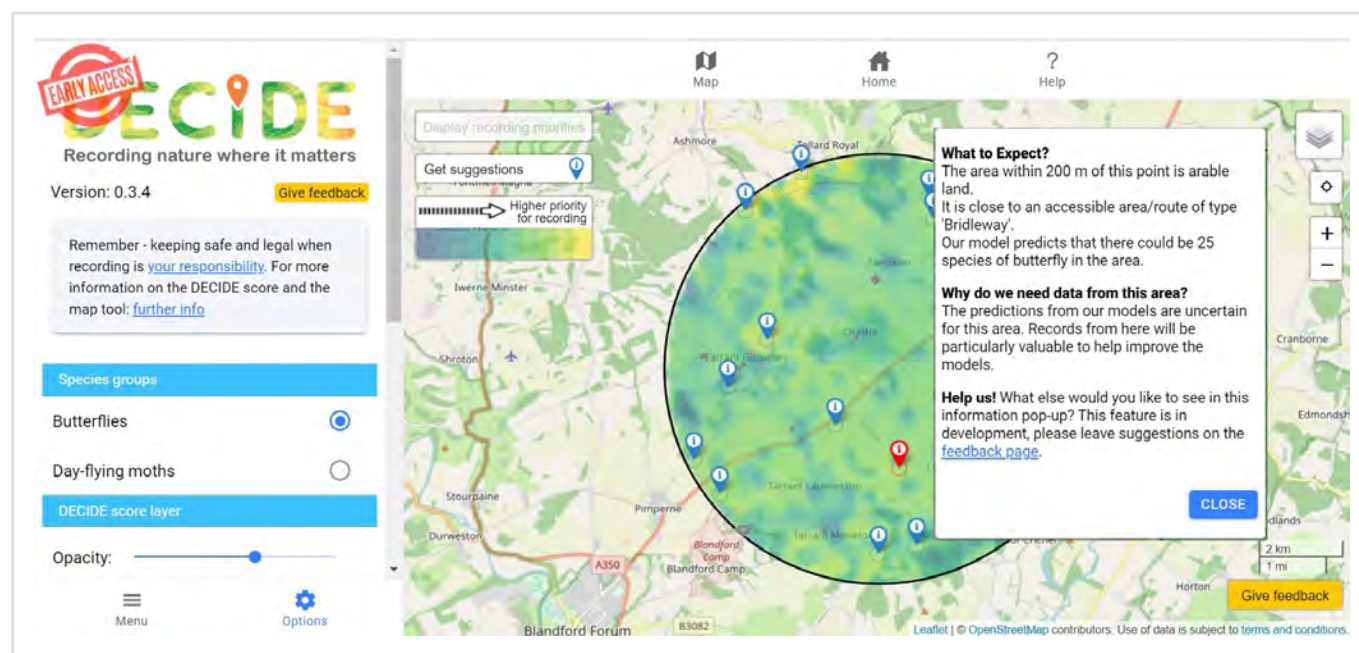 EARLY ACCESS
DECIDE
Recording nature where it matters
Version: 0.3.4
Give feedback
Remember - keeping safe and legal when
recording is your responsibility. For more
information on the DECIDE score and the
map tool: further info
Species groups
Butterflies
Day-flying moths
DECIDE score layer
Opacity:
Menu
Options
Map
Home
?
Help
Display recording priorities
Get suggestions
Higher priority
for recording
Ashmore
Tollard Royal
Fontmell Magna
Iwerne Minster
Shroton
Stourpaine
Durweston
Pimperne
A350
Blandford
Camp
Blandford Camp
Blandford Forum
B3082
Tarrant Gunville
Tarrant Launceston
Tarrant Monkton
Cranborne
Horton
What to Expect?
The area within 200 m of this point is arable
land.
It is close to an accessible area/route of type
'Bridleway'.
Our model predicts that there could be 25
species of butterfly in the area.
Why do we need data from this area?
The predictions from our models are uncertain
for this area. Records from here will be
particularly valuable to help improve the
models.
Help us! What else would you like to see in this
information pop-up? This feature is in
development, please leave suggestions on the
feedback page.
CLOSE
+
−
2 km
1 mi
Give feedback
Leaflet | © OpenStreetMap contributors. Use of data is subject to terms and conditions.